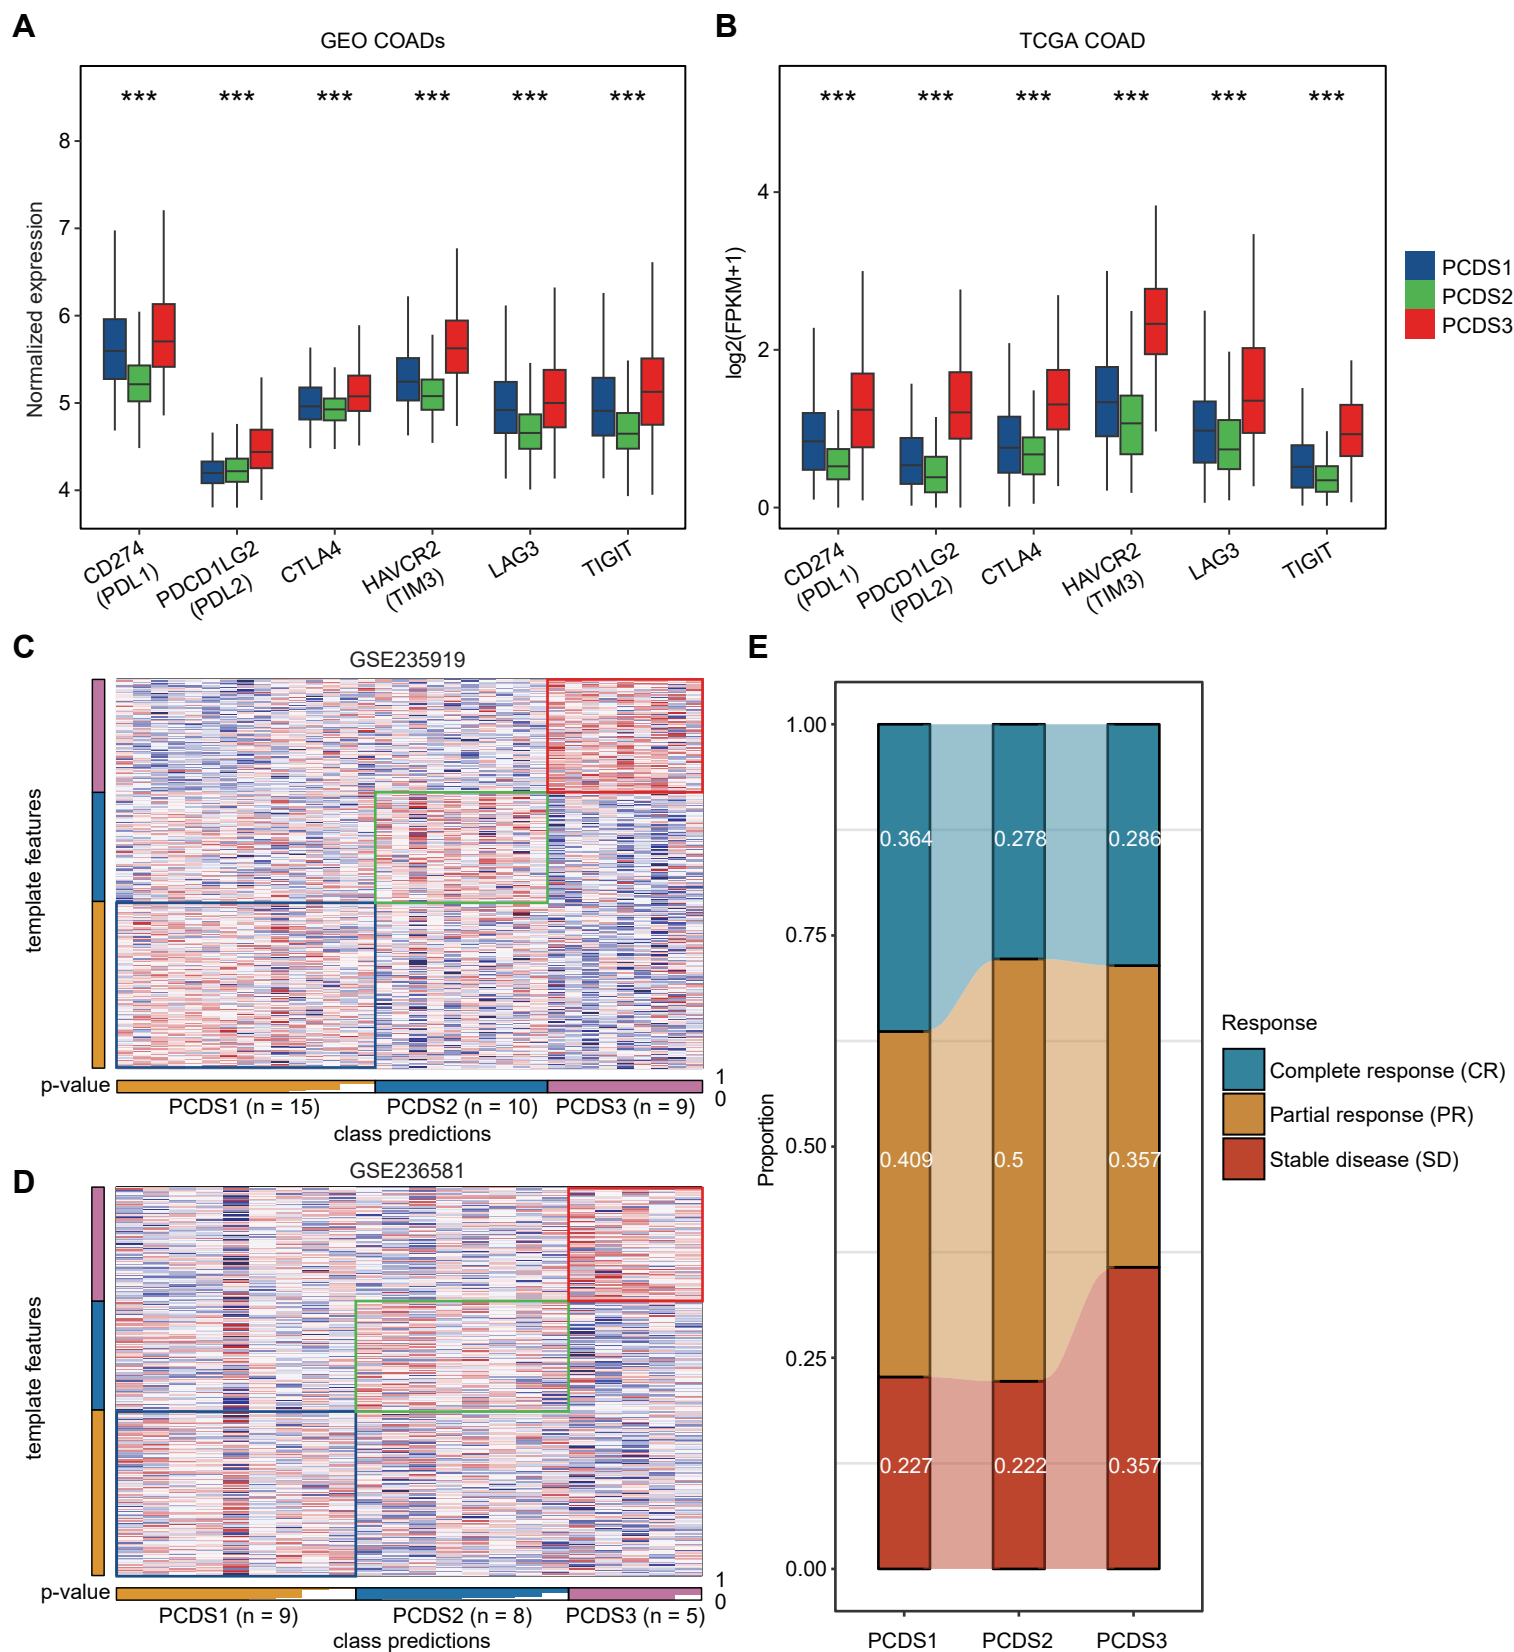 A
GEO COADs
*** *** *** *** *** ***
Normalized expression
8
7
6
5
4
CD274
(PDL1)
PDCD1LG2
(PDL2)
CTLA4
HAVCR2
(TIM3)
LAG3
TIGIT
B
TCGA COAD
*** *** *** *** *** ***
log2(FPKM+1)
4
2
0
CD274
(PDL1)
PDCD1LG2
(PDL2)
CTLA4
HAVCR2
(TIM3)
LAG3
TIGIT
PCDS1
PCDS2
PCDS3
C
GSE235919
template features
p-value
1
0
PCDS1 (n = 15)
PCDS2 (n = 10)
PCDS3 (n = 9)
class predictions
D
GSE236581
template features
p-value
1
0
PCDS1 (n = 9)
PCDS2 (n = 8)
PCDS3 (n = 5)
class predictions
E
Proportion
1.00
0.75
0.50
0.25
0.00
0.364
0.278
0.286
0.409
0.5
0.357
0.227
0.222
0.357
PCDS1
PCDS2
PCDS3
Response
Complete response (CR)
Partial response (PR)
Stable disease (SD)